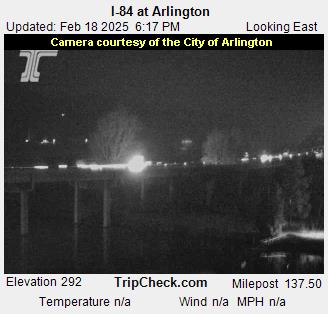 I-84 at Arlington
Updated: Feb 18 2025 6:17 PM Looking East
Camera courtesy of the City of Arlington
Elevation 292 TripCheck.com Milepost 137.50
Temperature n/a Wind n/a MPH n/a